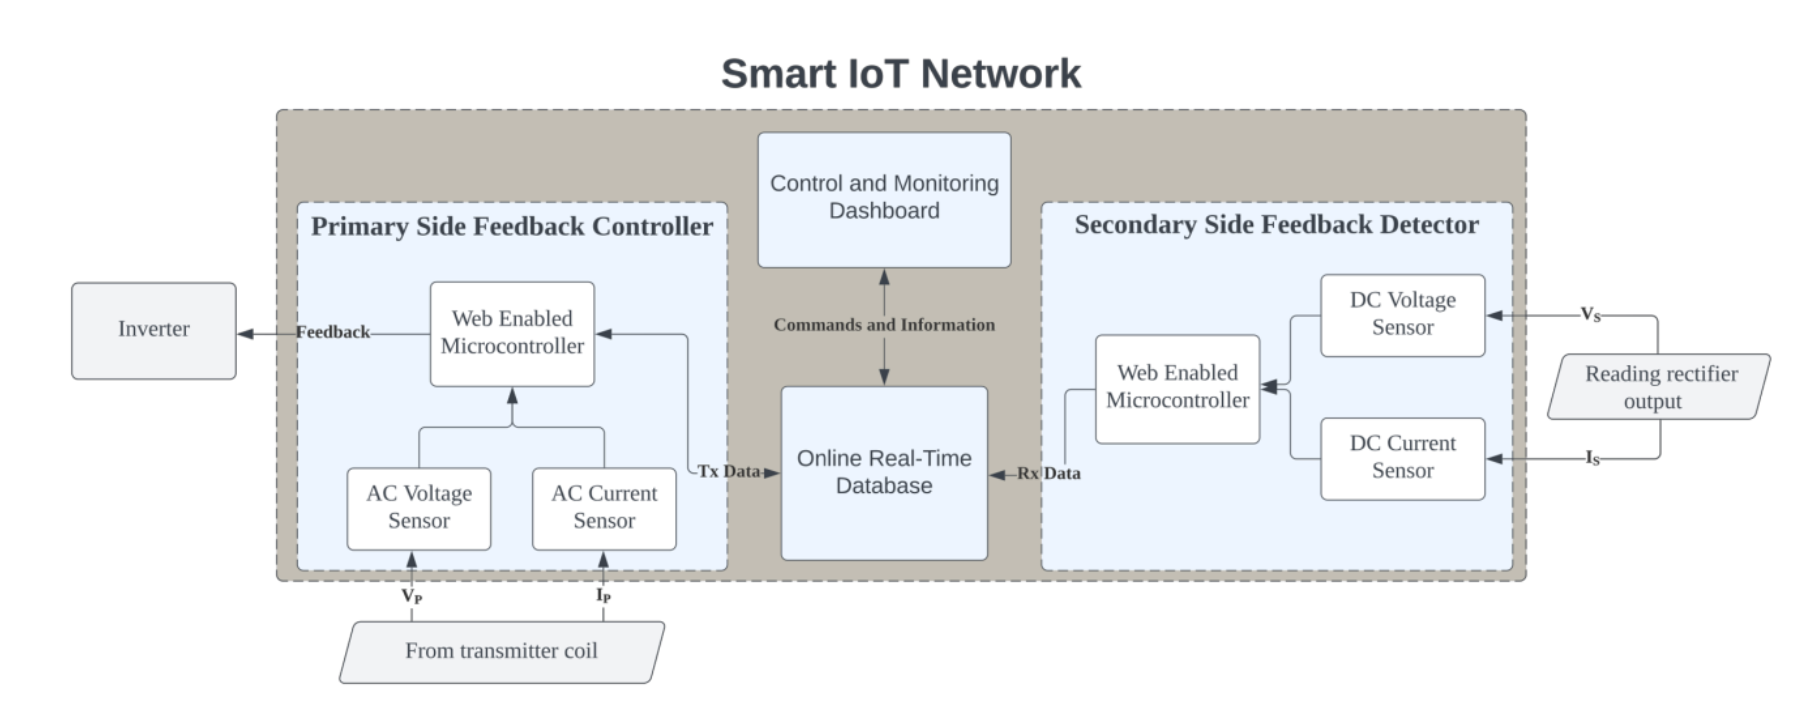 Smart IoT Network
Control and Monitoring
Dashboard
Primary Side Feedback Controller
Secondary Side Feedback Detector
Inverter
Feedback
Web Enabled
Microcontroller
Commands and Information
DC Voltage
Sensor
Vs
Web Enabled
Microcontroller
Reading rectifier
output
DC Current
Sensor
Is
AC Voltage
Sensor
AC Current
Sensor
Tx Data
Online Real-Time
Database
Rx Data
VP
IP
From transmitter coil